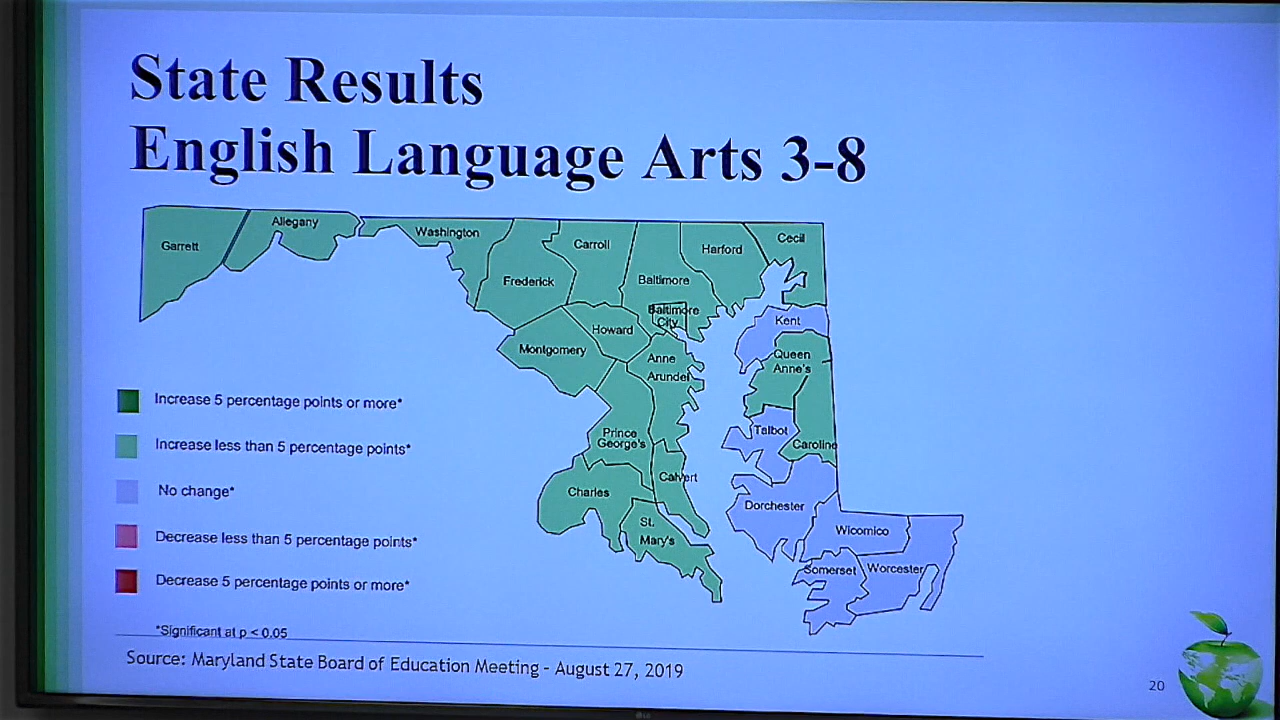 State Results
English Language Arts 3-8
Garrett
Allegany
Washington
Frederick
Carroll
Baltimore
Harford
Cecil
Baltimore
City
Howard
Montgomery
Anne
Arundel
Kent
Queen
Anne's
Talbot
Caroline
Prince
George's
Calvert
Charles
St.
Mary's
Dorchester
Wicomico
Somerset
Worcester
Increase 5 percentage points or more*
Increase less than 5 percentage points*
No change*
Decrease less than 5 percentage points*
Decrease 5 percentage points or more*
*Significant at p < 0.05
Source: Maryland State Board of Education Meeting - August 27, 2019
20
LG